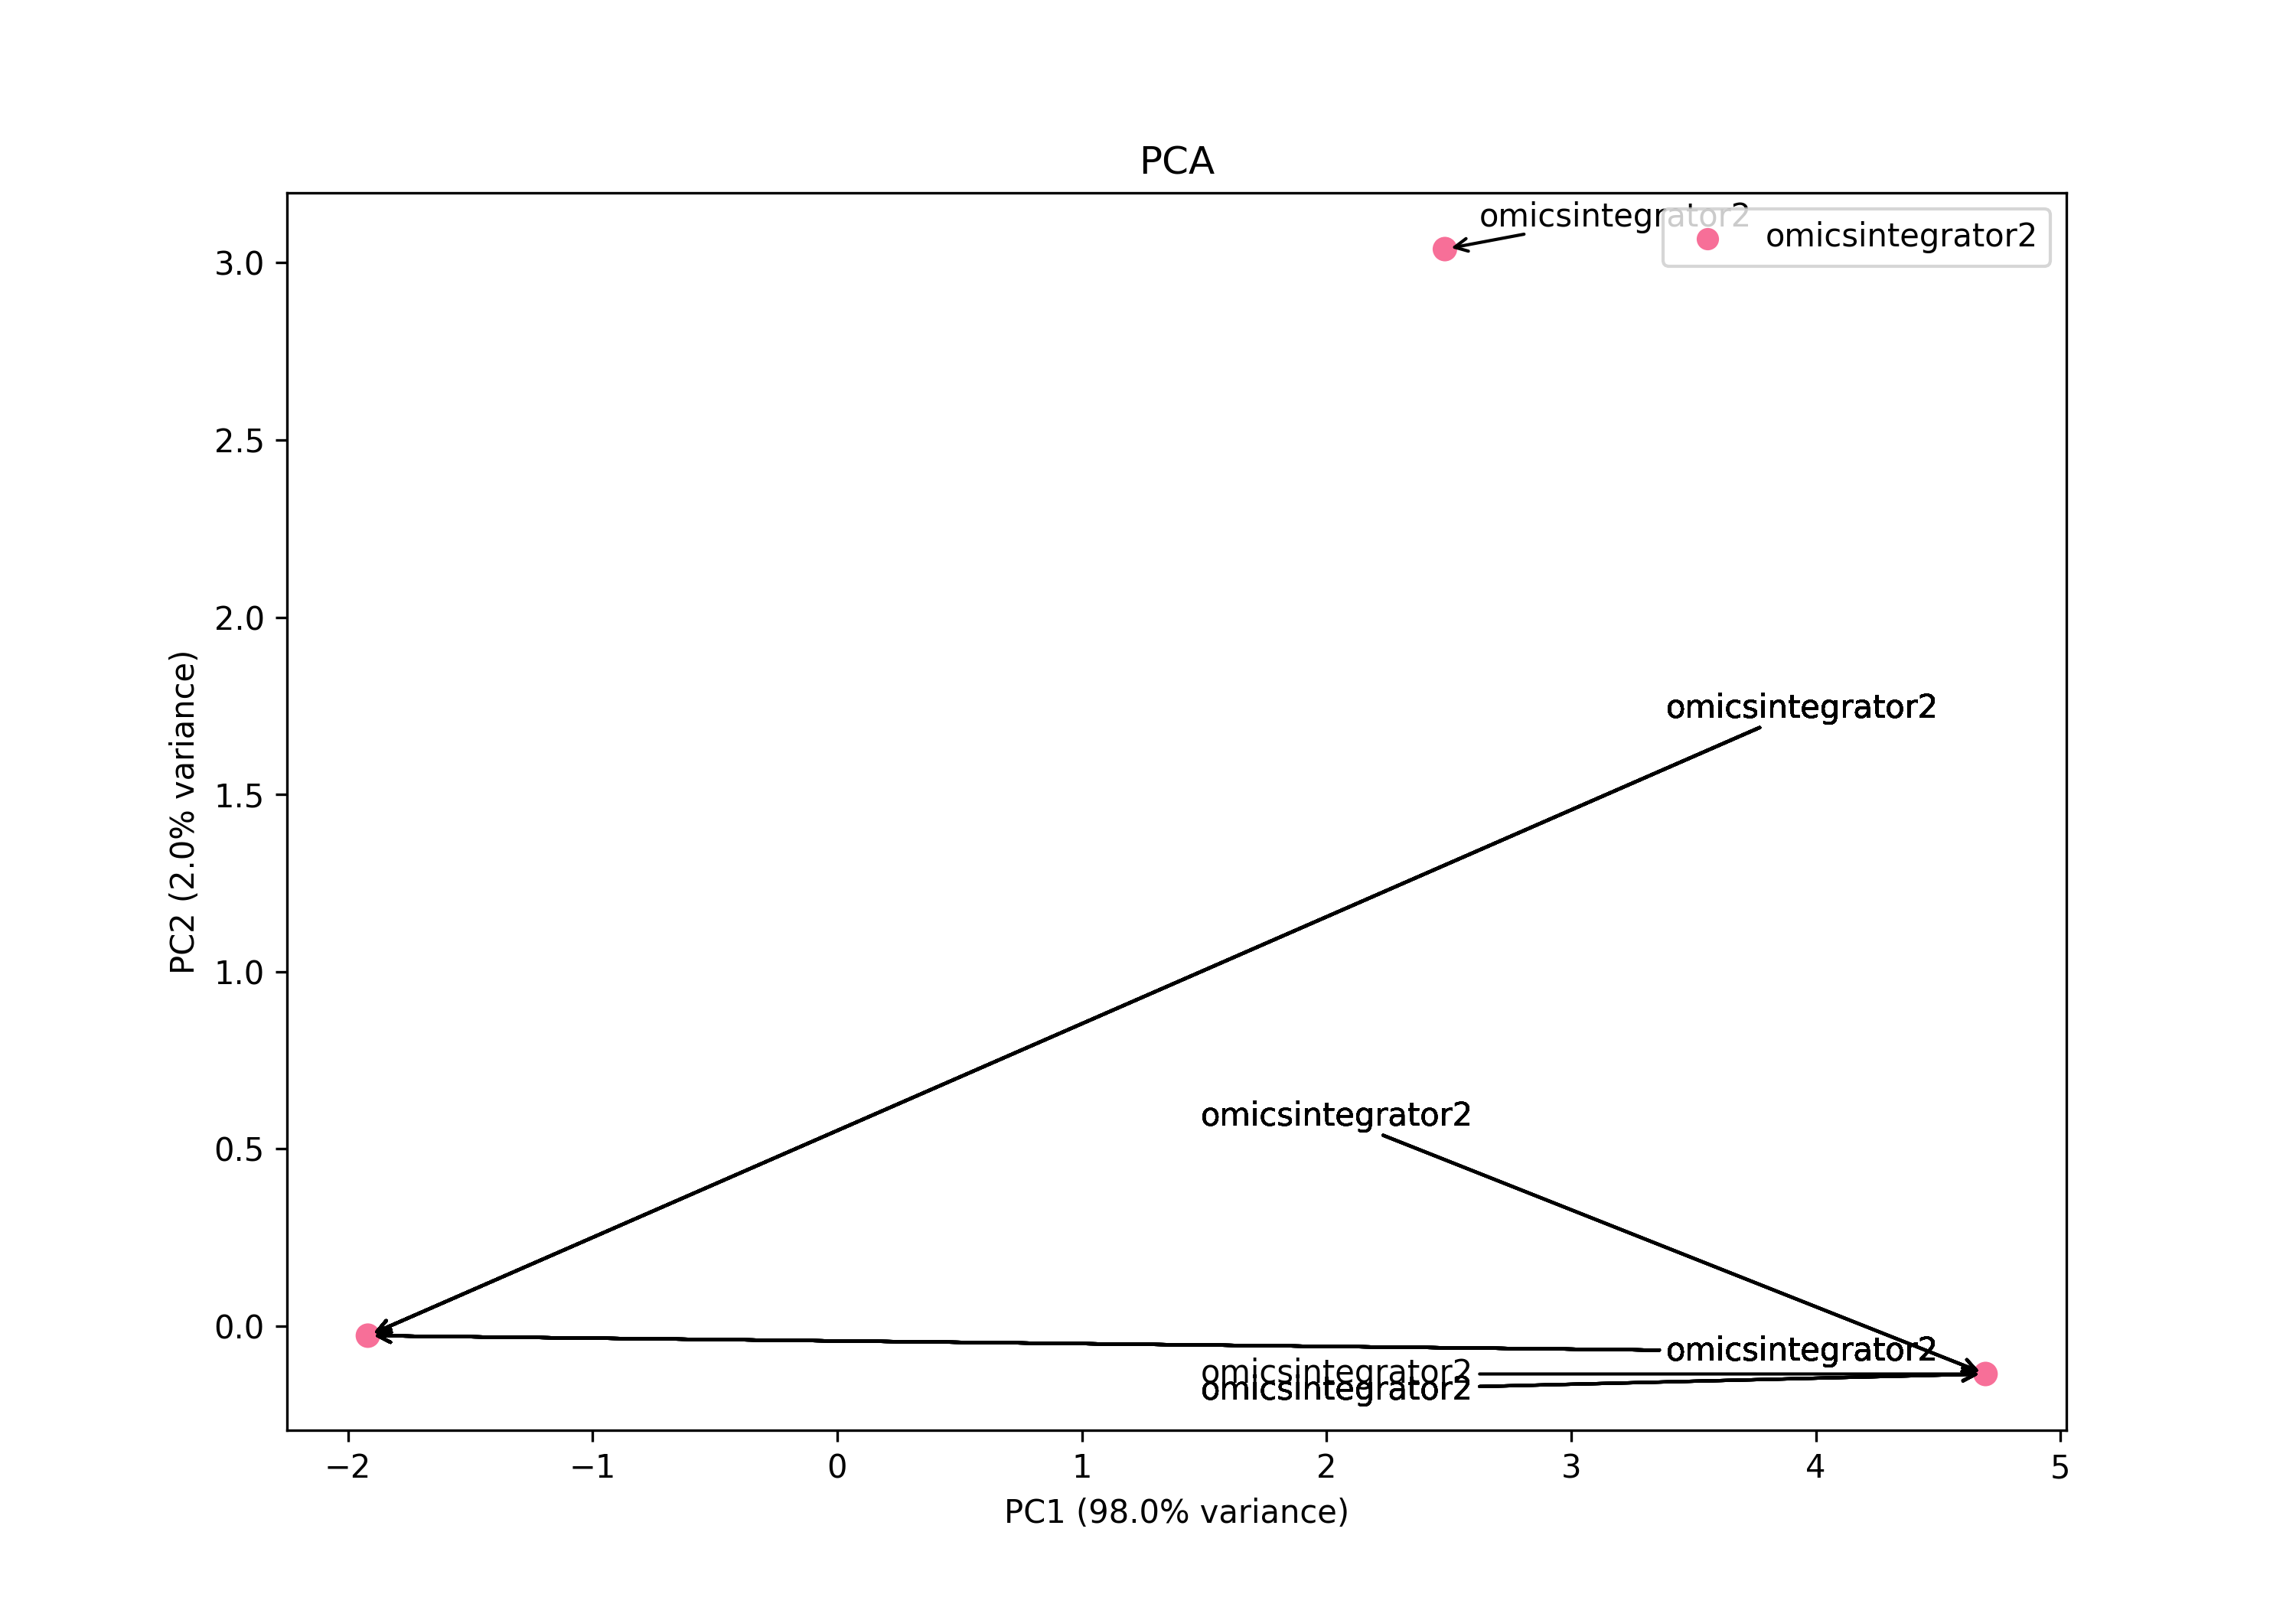 PCA
omicsintegrator2
omicsintegrator2
3.0
2.5
2.0
1.5
1.0
0.5
0.0
PC2 (2.0% variance)
omicsintegrator2
omicsintegrator2
omicsintegrator2
omicsintegrator2
omicsintegrator2
−2 −1 0 1 2 3 4 5
PC1 (98.0% variance)